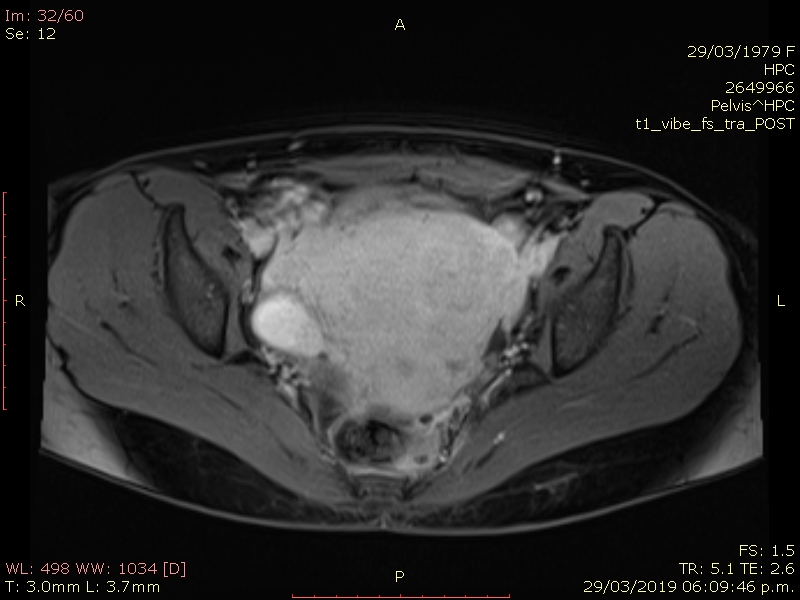 Im: 32/60
Se: 12
A
29/03/1979 F
HPC
2649966
Pelvis^HPC
t1_vibe_fs_tra_POST
R
L
WL: 498 WW: 1034 [D]
T: 3.0mm L: 3.7mm
P
FS: 1.5
TR: 5.1 TE: 2.6
29/03/2019 06:09:46 p.m.